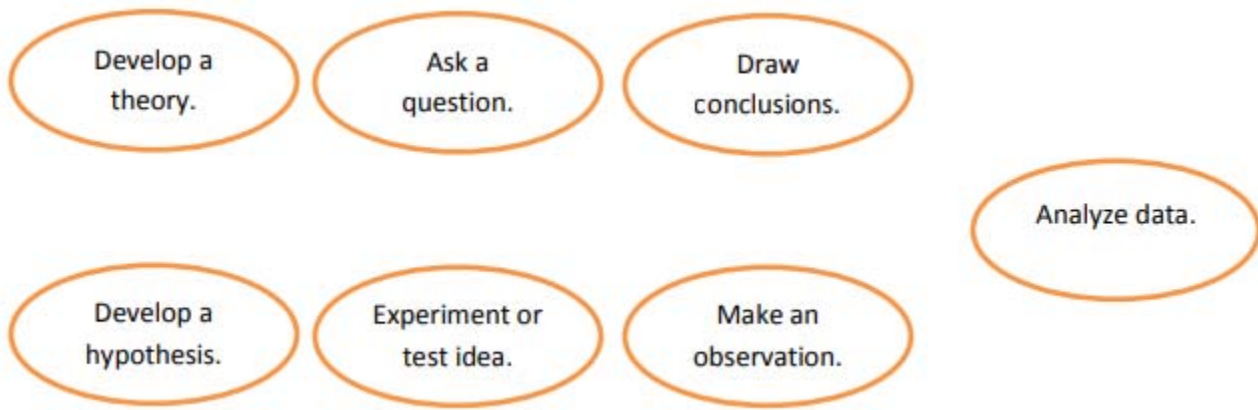 Develop a
theory.
Ask a
question.
Draw
conclusions.
Analyze data.
Develop a
hypothesis.
Experiment or
test idea.
Make an
observation.